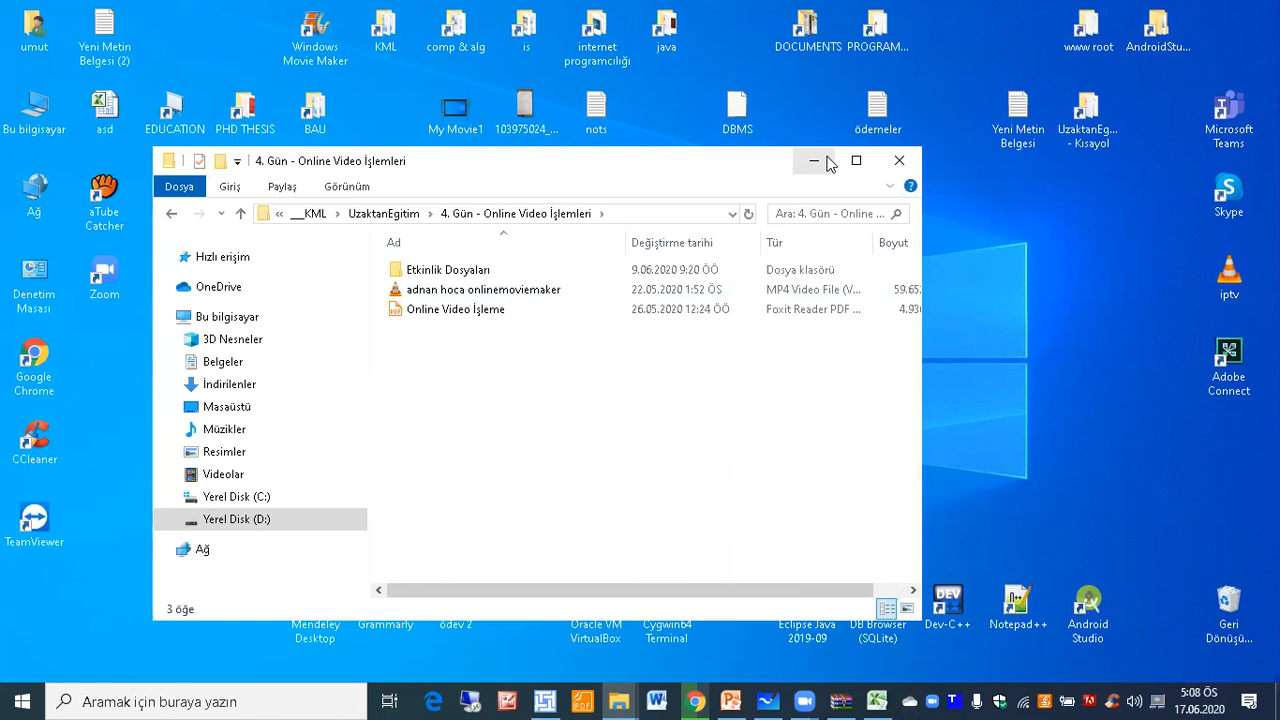 umut
Yeni Metin
Belgesi (2)
Windows
Movie Maker
KML
comp & alg
is
internet
programcılığı
java
DOCUMENTS
PROGRAM...
www root
AndroidStu...
Bu bilgisayar
asd
EDUCATION
PHD THESIS
BAU
My Movie1
103975024_...
nots
DBMS
ödemeler
Yeni Metin
Belgesi
UzaktanEg...
- Kısayol
Microsoft
Teams
4. Gün - Online Video İşlemleri
Dosya Giriş Paylaş Görünüm
« __KML › UzaktanEgitim › 4. Gün - Online Video İşlemleri ›
Ara: 4. Gün - Online ...
Ad Değiştirme tarihi Tür Boyut
Etkinlik Dosyaları 9.06.2020 9:20 ÖÖ Dosya klasörü
adnan hoca onlinemoviemaker 22.05.2020 1:52 ÖS MP4 Video File (V... 59.652
Online Video İşleme 26.05.2020 12:24 ÖÖ Foxit Reader PDF ... 4.930
Hızlı erişim
OneDrive
Bu bilgisayar
3D Nesneler
Belgeler
İndirilenler
Masaüstü
Müzikler
Resimler
Videolar
Yerel Disk (C:)
Yerel Disk (D:)
Ağ
3 öğe
Ağ
aTube
Catcher
Skype
Denetim
Masası
Zoom
iptv
Google
Chrome
Adobe
Connect
CCleaner
TeamViewer
Mendeley
Desktop
Grammarly
ödev 2
Oracle VM
VirtualBox
Cygwin64
Terminal
Eclipse Java
2019-09
DB Browser
(SQLite)
Dev-C++
Notepad++
Android
Studio
Geri
Dönüşü...
Aramak için buraya yazın
5:08 ÖS
17.06.2020